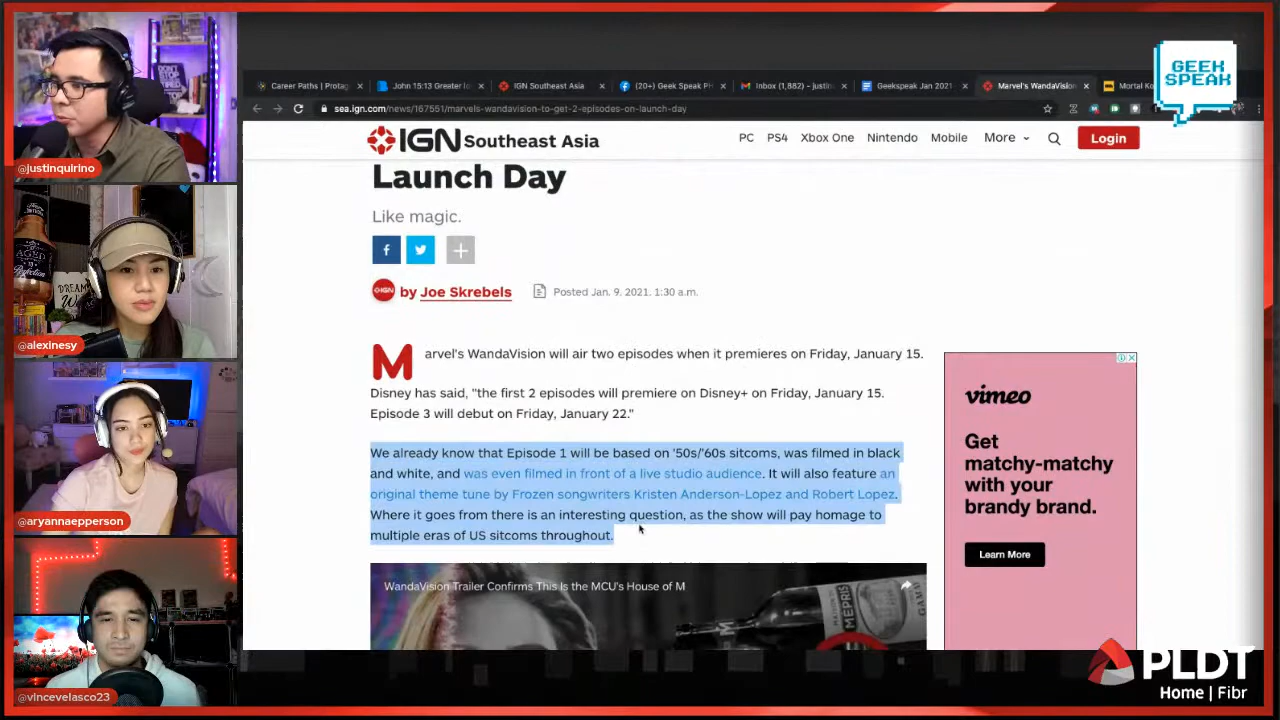 GEEK
SPEAK
Career Paths | Protag
John 15:13 Greater l
IGN Southeast Asia
(20+) Geek Speak PH
Inbox (1,882) - justin
Geekspeak Jan 2021
Marvel's WandaVision
Mortal Ko
sea.ign.com/news/167551/marvels-wandavision-to-get-2-episodes-on-launch-day
IGN Southeast Asia
PC PS4 Xbox One Nintendo Mobile More Login
Launch Day
Like magic.
by Joe Skrebels Posted Jan. 9. 2021. 1:30 a.m.
Marvel's WandaVision will air two episodes when it premieres on Friday, January 15.
Disney has said, "the first 2 episodes will premiere on Disney+ on Friday, January 15.
Episode 3 will debut on Friday, January 22."
We already know that Episode 1 will be based on '50s/'60s sitcoms, was filmed in black
and white, and was even filmed in front of a live studio audience. It will also feature an
original theme tune by Frozen songwriters Kristen Anderson-Lopez and Robert Lopez.
Where it goes from there is an interesting question, as the show will pay homage to
multiple eras of US sitcoms throughout.
WandaVision Trailer Confirms This Is the MCU's House of M
MÉPRIS
vimeo
Get
matchy-matchy
with your
brandy brand.
Learn More
@justinquirino
AGED
to
Perfection
DREAM
@alexinesy
@aryannaepperson
@vincevelasco23
PLDT
Home | Fibr